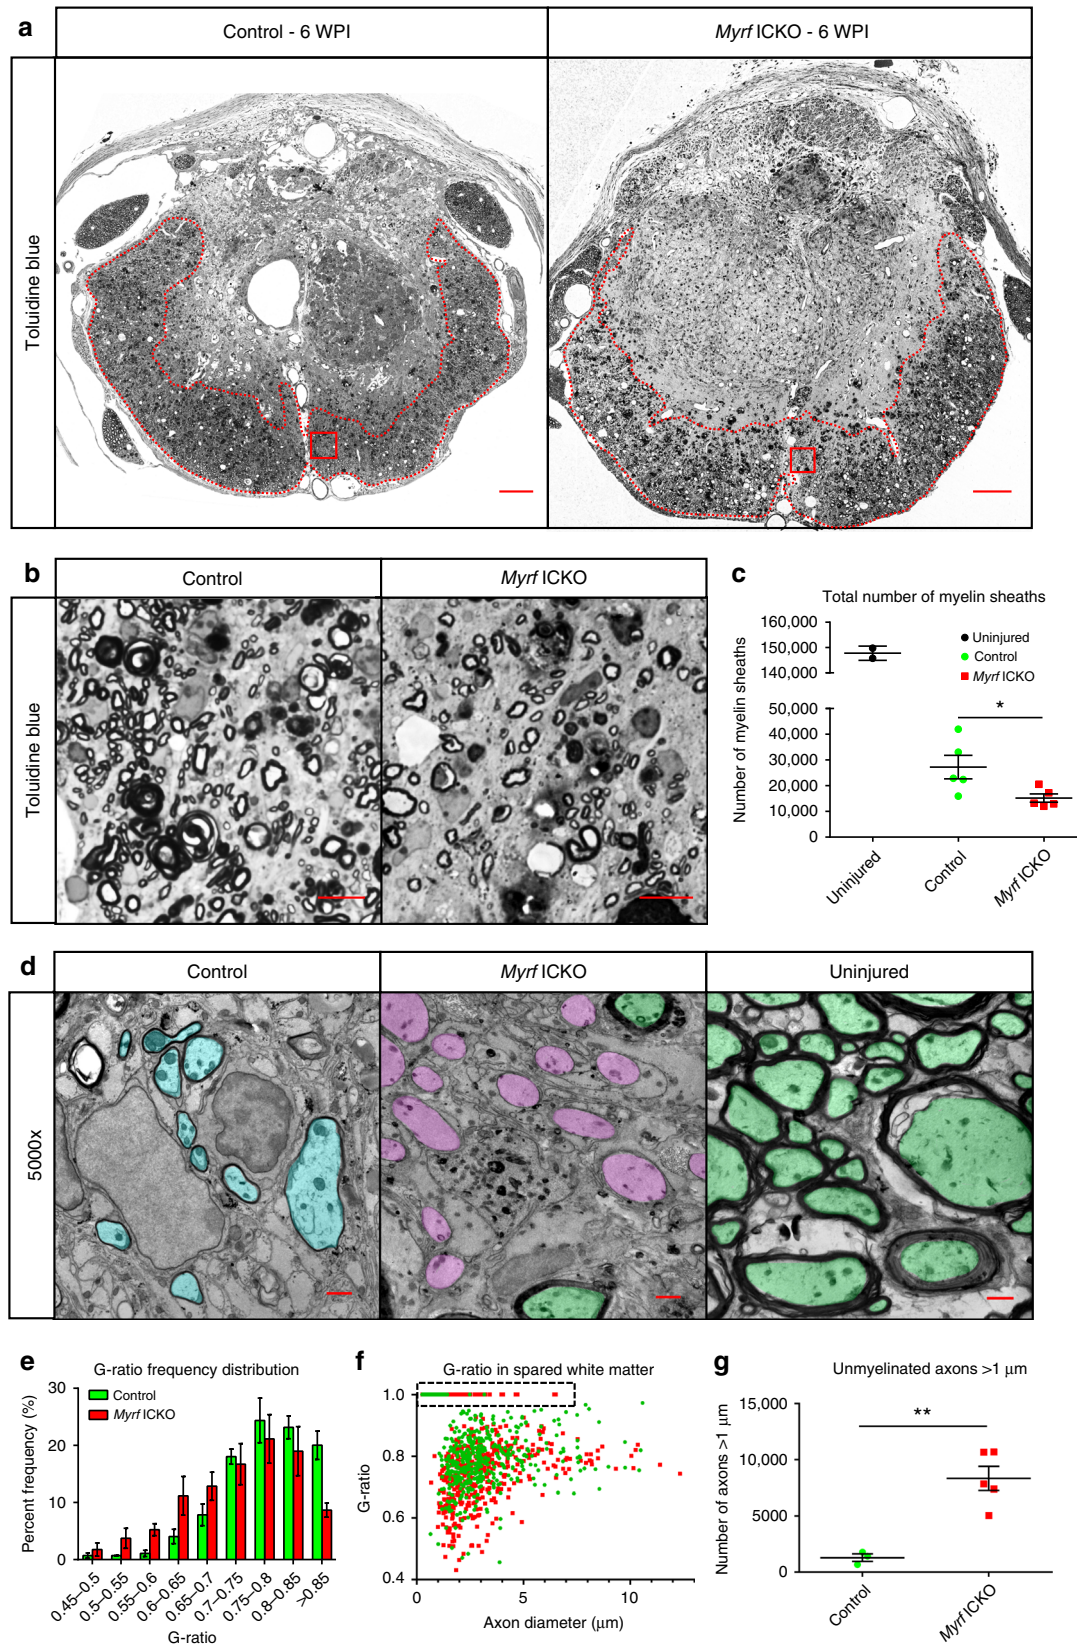 a
Control - 6 WPI
Myrf ICKO - 6 WPI
Toluidine blue
b
Control
Myrf ICKO
Toluidine blue
c
Total number of myelin sheaths
Number of myelin sheaths
160,000
150,000
140,000
50,000
40,000
30,000
20,000
10,000
0
Uninjured
Control
Myrf ICKO
*
Uninjured
Control
Myrf ICKO
d
Control
Myrf ICKO
Uninjured
5000x
e
G-ratio frequency distribution
Percent frequency (%)
30
20
10
0
Control
Myrf ICKO
0.45–0.5
0.5–0.55
0.55–0.6
0.6–0.65
0.65–0.7
0.7–0.75
0.75–0.8
0.8–0.85
>0.85
G-ratio
f
G-ratio in spared white matter
G-ratio
1.0
0.8
0.6
0.4
0
5
10
Axon diameter (μm)
g
Unmyelinated axons >1 μm
Number of axons >1 μm
15,000
10,000
5000
0
**
Control
Myrf ICKO